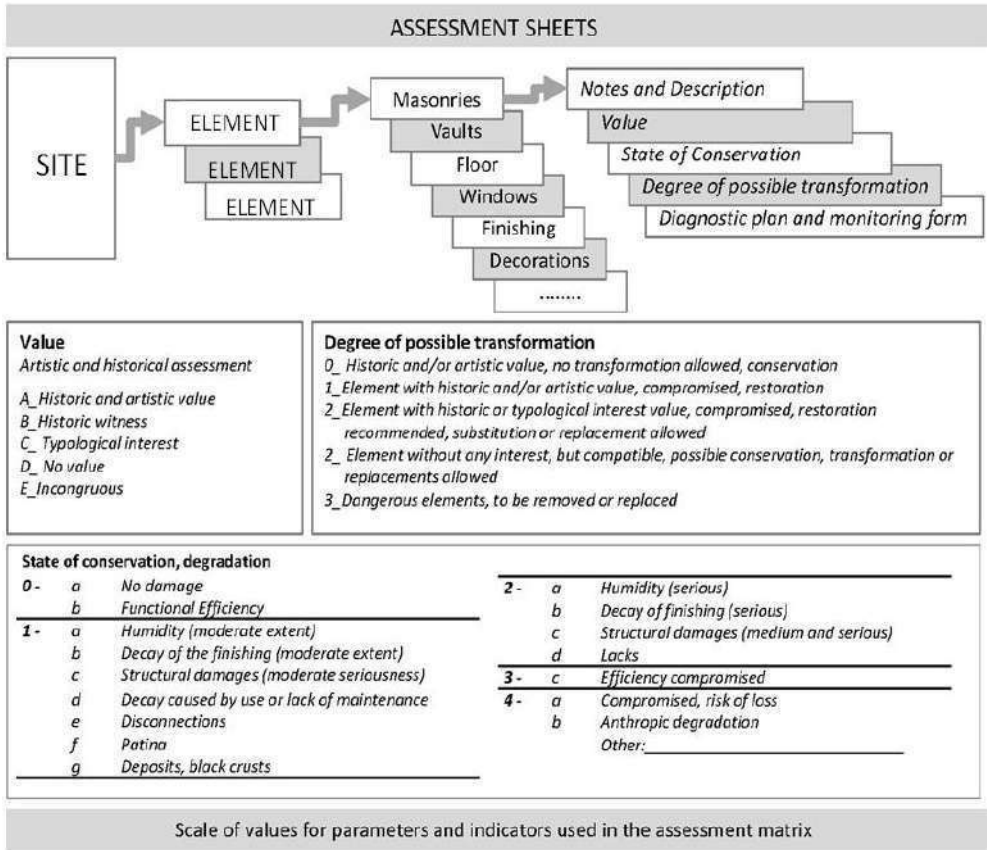 ASSESSMENT SHEETS
SITE
ELEMENT
ELEMENT
ELEMENT
Masonries
Vaults
Floor
Windows
Finishing
Decorations
........
Notes and Description
Value
State of Conservation
Degree of possible transformation
Diagnostic plan and monitoring form
Value
Artistic and historical assessment
A_Historic and artistic value
B_Historic witness
C_ Typological interest
D_ No value
E_Incongruous
Degree of possible transformation
0_ Historic and/or artistic value, no transformation allowed, conservation
1_Element with historic and/or artistic value, compromised, restoration
2_Element with historic or typological interest value, compromised, restoration
recommended, substitution or replacement allowed
2_ Element without any interest, but compatible, possible conservation, transformation or
replacements allowed
3_Dangerous elements, to be removed or replaced
State of conservation, degradation
0 - a No damage
b Functional Efficiency
1 - a Humidity (moderate extent)
b Decay of the finishing (moderate extent)
c Structural damages (moderate seriousness)
d Decay caused by use or lack of maintenance
e Disconnections
f Patina
g Deposits, black crusts
2 - a Humidity (serious)
b Decay of finishing (serious)
c Structural damages (medium and serious)
d Lacks
3 - c Efficiency compromised
4 - a Compromised, risk of loss
b Anthropic degradation
Other:____________________
Scale of values for parameters and indicators used in the assessment matrix